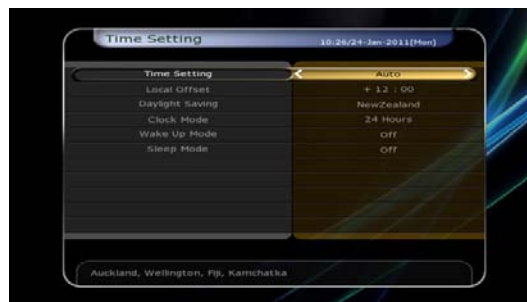 Time Setting
10:26/24-Jan-2011[Mon]
Time Setting Auto
Local Offset + 12 : 00
Daylight Saving NewZealand
Clock Mode 24 Hours
Wake Up Mode Off
Sleep Mode Off
Auckland, Wellington, Fiji, Kamchatka